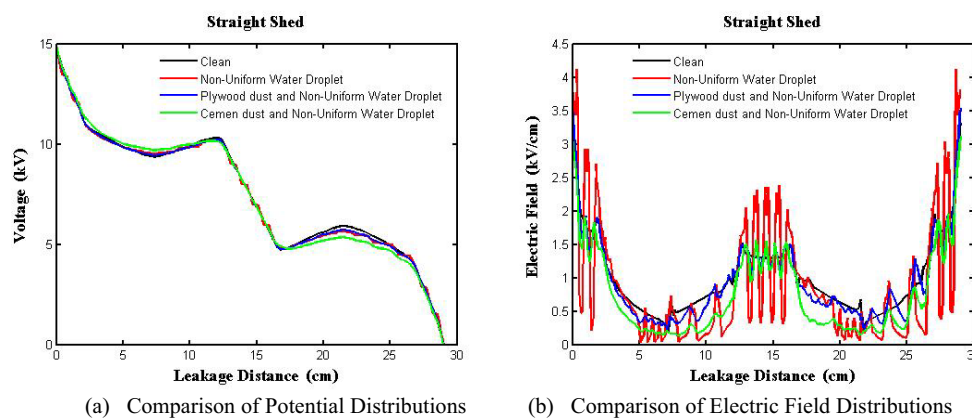 Straight Shed
15
10
5
0
Voltage (kV)
Clean
Non-Uniform Water Droplet
Plywood dust and Non-Uniform Water Droplet
Cemen dust and Non-Uniform Water Droplet
0 5 10 15 20 25 30
Leakage Distance (cm)
(a) Comparison of Potential Distributions
Straight Shed
4.5
4
3.5
3
2.5
2
1.5
1
0.5
0
Electric Field (kV/cm)
Clean
Non-Uniform Water Droplet
Plywood dust and Non-Uniform Water Droplet
Cemen dust and Non-Uniform Water Droplet
0 5 10 15 20 25 30
Leakage Distance (cm)
(b) Comparison of Electric Field Distributions